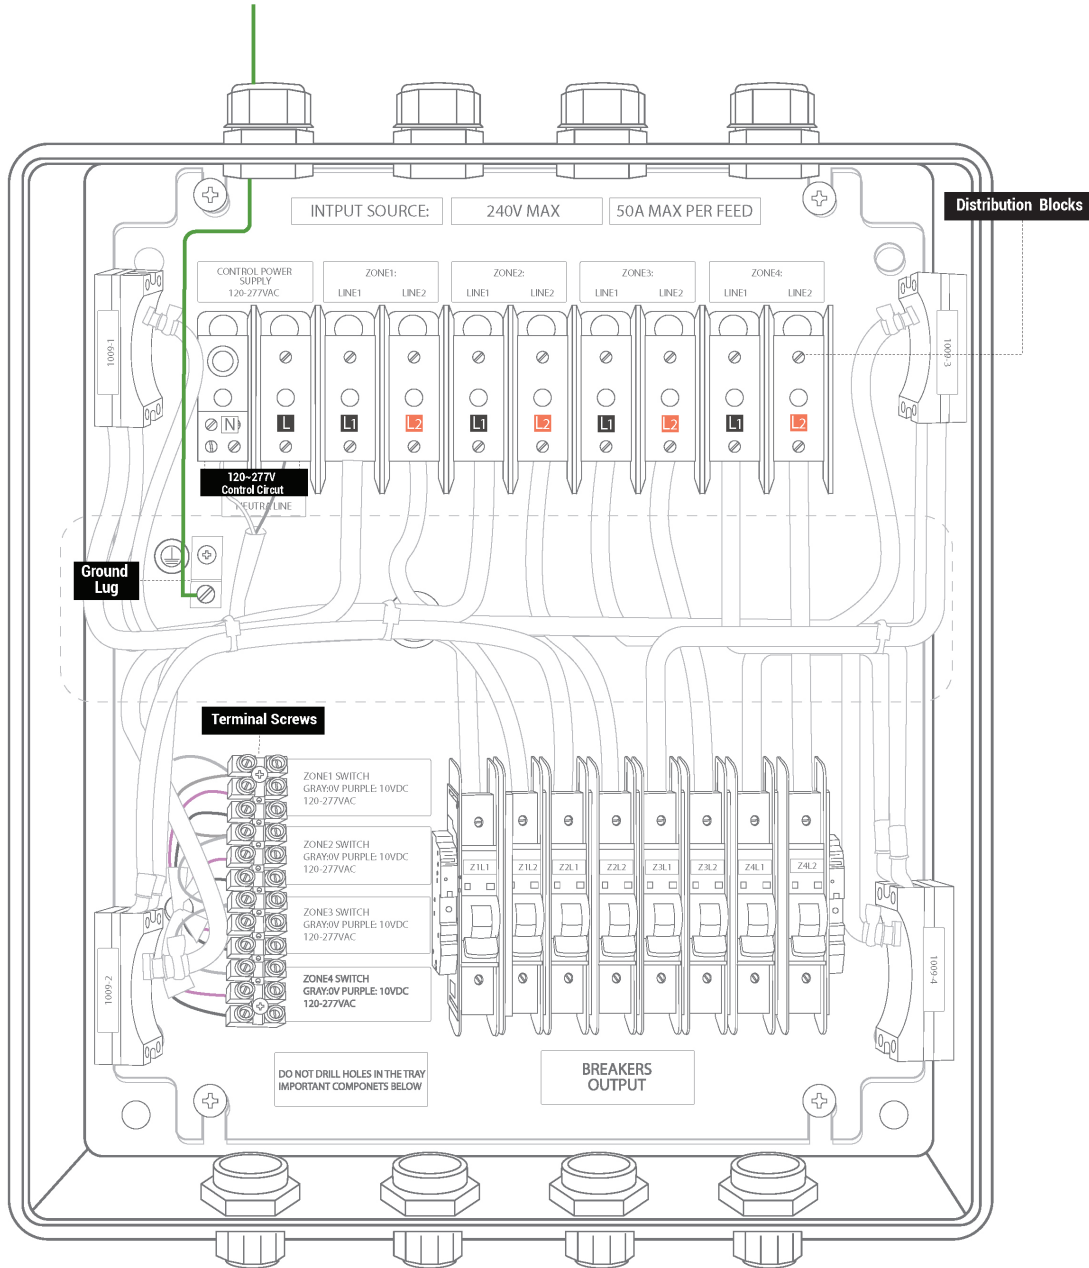 INTPUT SOURCE:
240V MAX
50A MAX PER FEED
Distribution Blocks
CONTROL POWER
SUPPLY
120-277VAC
ZONE1:
LINE1 LINE2
ZONE2:
LINE1 LINE2
ZONE3:
LINE1 LINE2
ZONE4:
LINE1 LINE2
1009-1
1009-3
N L L1 L2 L1 L2 L1 L2 L1 L2
120~277V
Control Circut
NEUTRA LINE
Ground
Lug
Terminal Screws
ZONE1 SWITCH
GRAY:0V PURPLE: 10VDC
120-277VAC
ZONE2 SWITCH
GRAY:0V PURPLE: 10VDC
120-277VAC
ZONE3 SWITCH
GRAY:0V PURPLE: 10VDC
120-277VAC
ZONE4 SWITCH
GRAY:0V PURPLE: 10VDC
120-277VAC
Z1L1 Z1L2 Z2L1 Z2L2 Z3L1 Z3L2 Z4L1 Z4L2
1009-2
1009-4
DO NOT DRILL HOLES IN THE TRAY
IMPORTANT COMPONETS BELOW
BREAKERS
OUTPUT